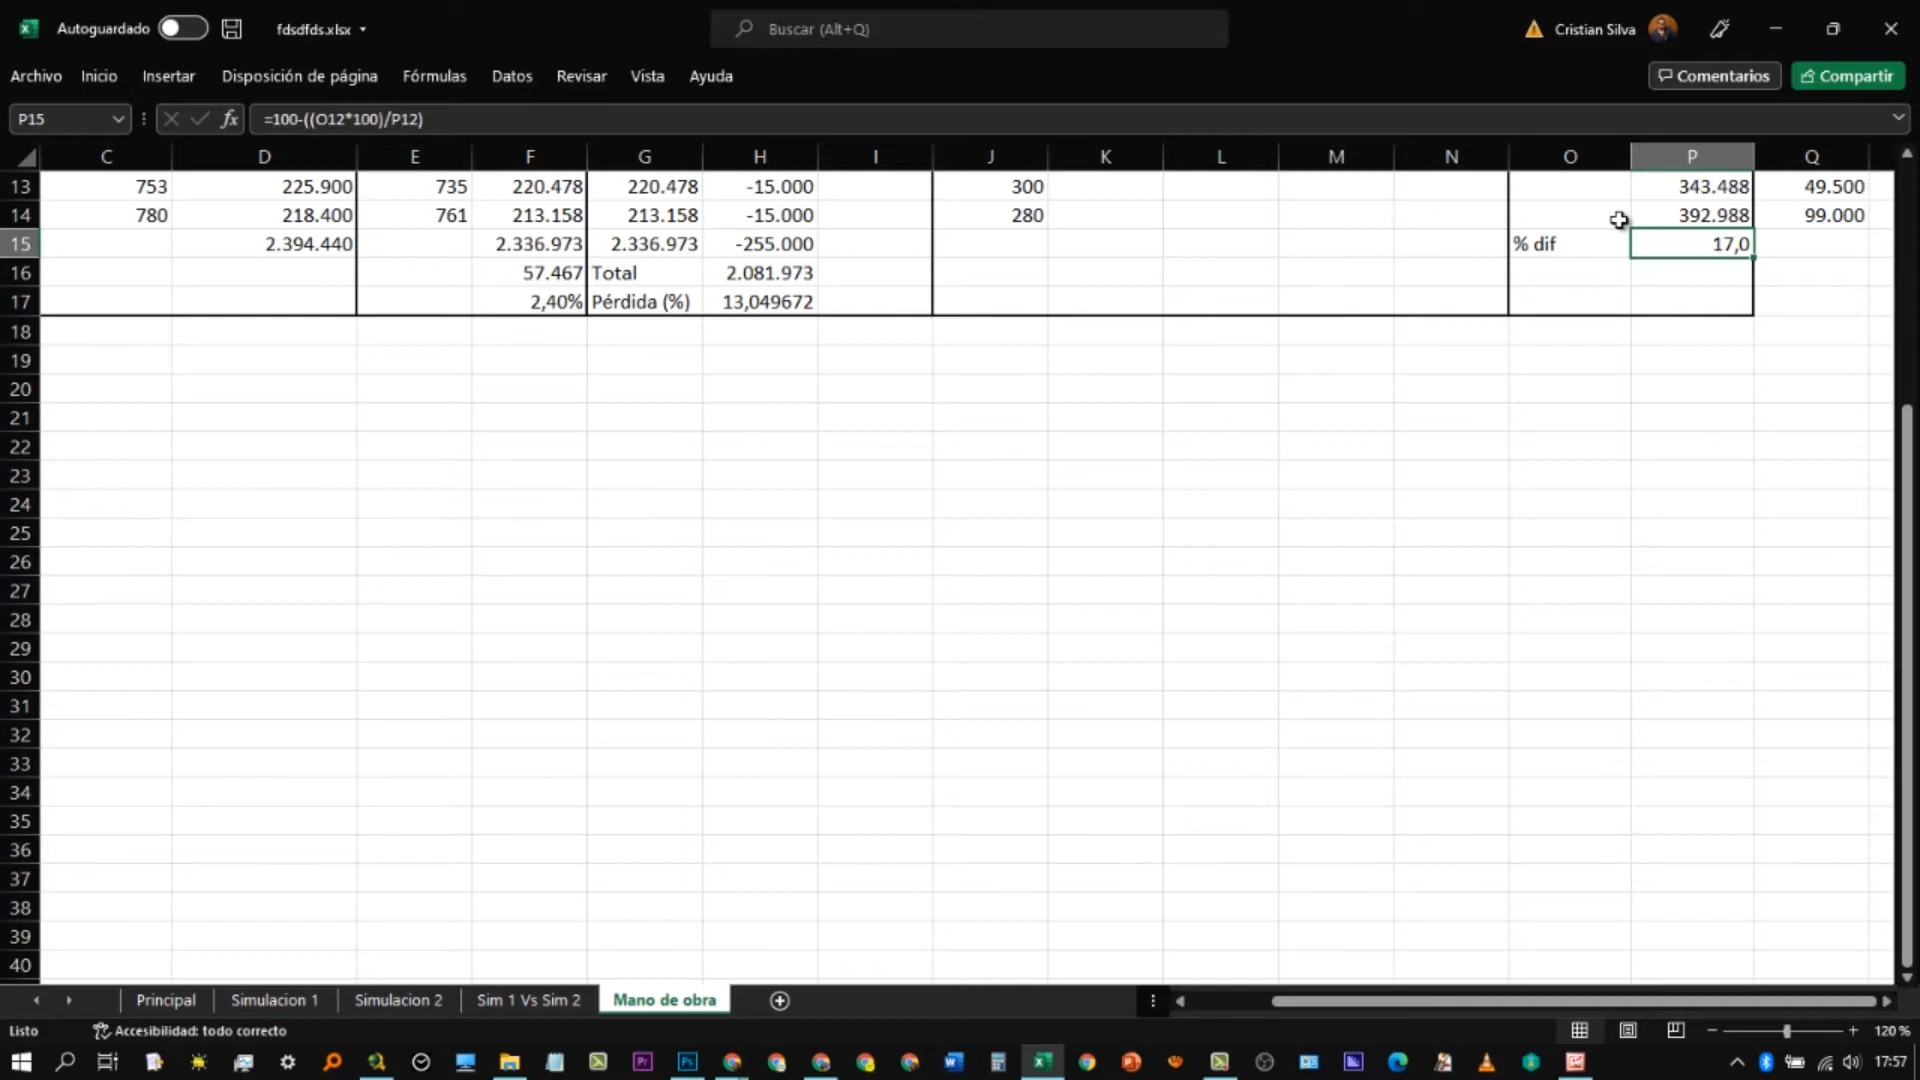 Autoguardado fdsdfds.xlsx Buscar (Alt+Q) Cristian Silva
Archivo Inicio Insertar Disposición de página Fórmulas Datos Revisar Vista Ayuda Comentarios Compartir
P15 fx =100-((O12*100)/P12)
C D E F G H I J K L M N O P Q
13 753 225.900 735 220.478 220.478 -15.000 300 343.488 49.500
14 780 218.400 761 213.158 213.158 -15.000 280 392.988 99.000
15 2.394.440 2.336.973 2.336.973 -255.000 % dif 17,0
16 57.467 Total 2.081.973
17 2,40% Pérdida (%) 13,049672
18
19
20
21
22
23
24
25
26
27
28
29
30
31
32
33
34
35
36
37
38
39
40
Principal Simulacion 1 Simulacion 2 Sim 1 Vs Sim 2 Mano de obra
Listo Accesibilidad: todo correcto 120 %
17:57